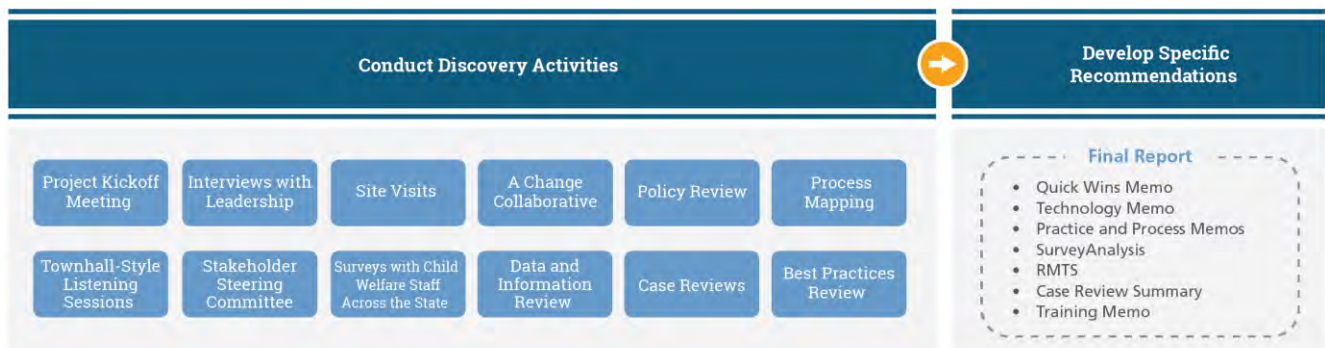 Conduct Discovery Activities
Develop Specific
Recommendations
Project Kickoff
Meeting
Interviews with
Leadership
Site Visits
A Change
Collaborative
Policy Review
Process
Mapping
Townhall-Style
Listening
Sessions
Stakeholder
Steering
Committee
Surveys with Child
Welfare Staff
Across the State
Data and
Information
Review
Case Reviews
Best Practices
Review
Final Report
• Quick Wins Memo
• Technology Memo
• Practice and Process Memos
• SurveyAnalysis
• RMTS
• Case Review Summary
• Training Memo